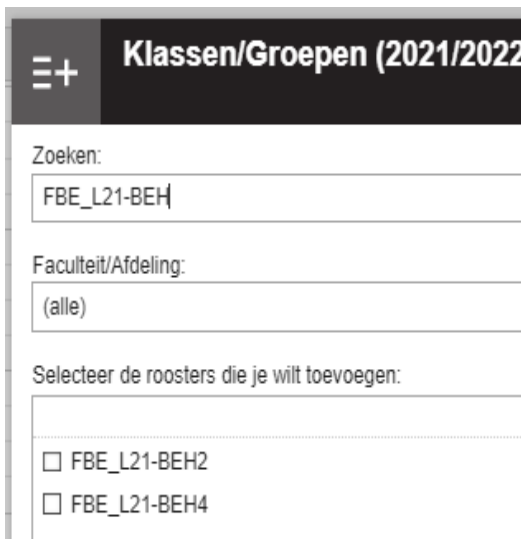 Klassen/Groepen (2021/2022
Zoeken:
FBE_L21-BEH
Faculteit/Afdeling:
(alle)
Selecteer de roosters die je wilt toevoegen:
FBE_L21-BEH2
FBE_L21-BEH4